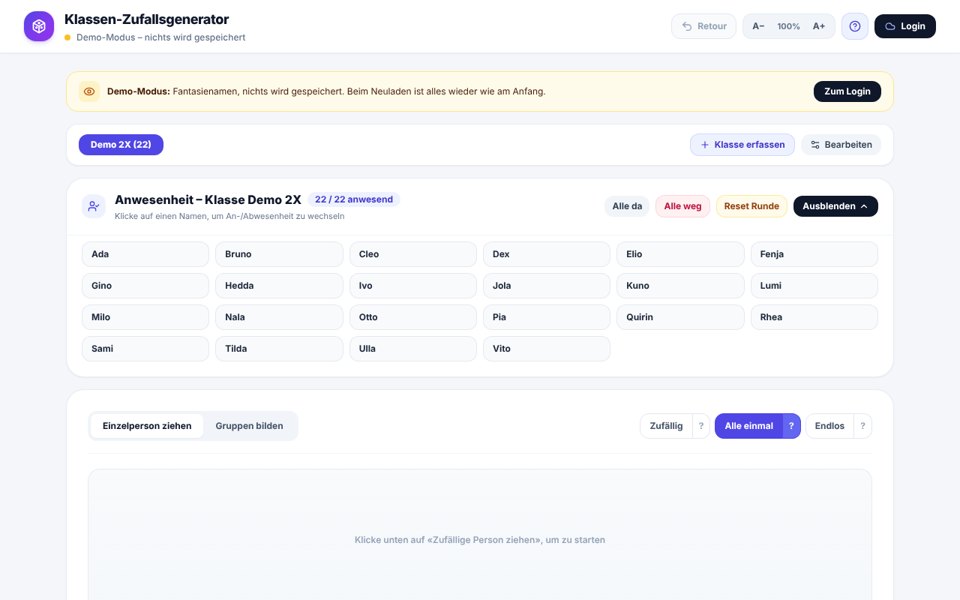 Klassen-Zufallsgenerator
Demo-Modus – nichts wird gespeichert
Retour
A−
100%
A+
?
Login
Demo-Modus: Fantasienamen, nichts wird gespeichert. Beim Neuladen ist alles wieder wie am Anfang.
Zum Login
Demo 2X (22)
+ Klasse erfassen
Bearbeiten
Anwesenheit – Klasse Demo 2X
22 / 22 anwesend
Klicke auf einen Namen, um An-/Abwesenheit zu wechseln
Alle da
Alle weg
Reset Runde
Ausblenden
Ada
Bruno
Cleo
Dex
Elio
Fenja
Gino
Hedda
Ivo
Jola
Kuno
Lumi
Milo
Nala
Otto
Pia
Quirin
Rhea
Sami
Tilda
Ulla
Vito
Einzelperson ziehen
Gruppen bilden
Zufällig ?
Alle einmal ?
Endlos ?
Klicke unten auf «Zufällige Person ziehen», um zu starten